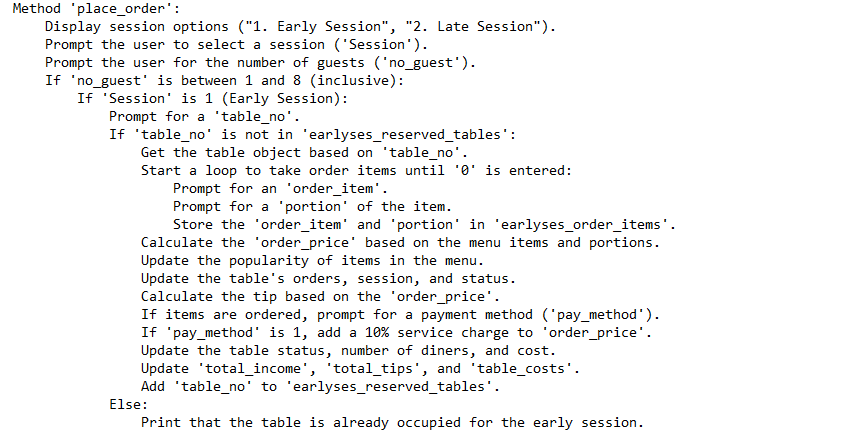 Method 'place_order':
Display session options ("1. Early Session", "2. Late Session").
Prompt the user to select a session ('Session').
Prompt the user for the number of guests ('no_guest').
If 'no_guest' is between 1 and 8 (inclusive):
If 'Session' is 1 (Early Session):
Prompt for a 'table_no'.
If 'table_no' is not in 'earlyses_reserved_tables':
Get the table object based on 'table_no'.
Start a loop to take order items until '0' is entered:
Prompt for an 'order_item'.
Prompt for a 'portion' of the item.
Store the 'order_item' and 'portion' in 'earlyses_order_items'.
Calculate the 'order_price' based on the menu items and portions.
Update the popularity of items in the menu.
Update the table's orders, session, and status.
Calculate the tip based on the 'order_price'.
If items are ordered, prompt for a payment method ('pay_method').
If 'pay_method' is 1, add a 10% service charge to 'order_price'.
Update the table status, number of diners, and cost.
Update 'total_income', 'total_tips', and 'table_costs'.
Add 'table_no' to 'earlyses_reserved_tables'.
Else:
Print that the table is already occupied for the early session.